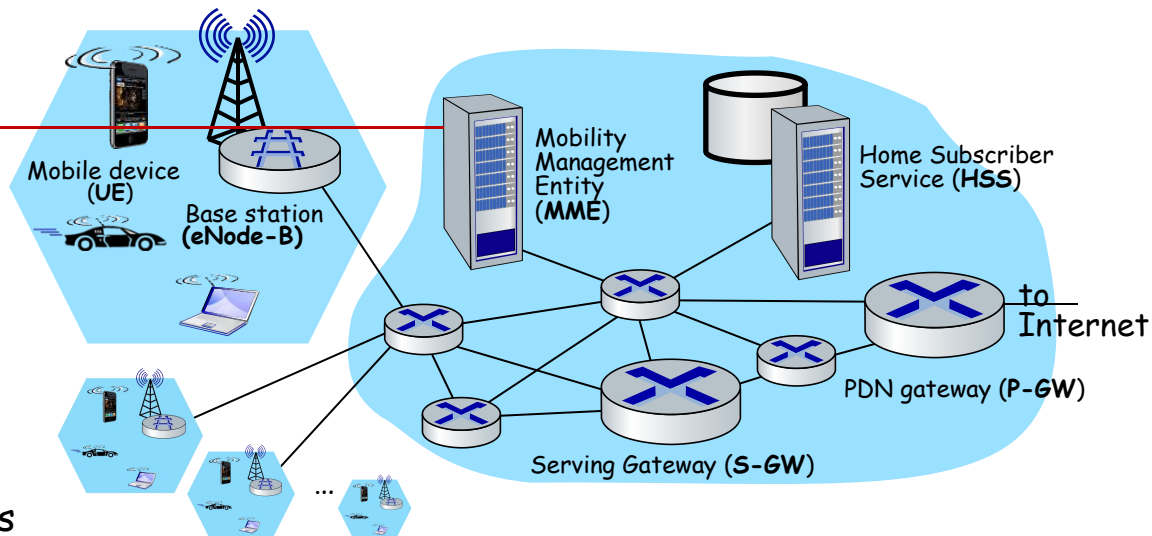 Mobile device
(UE)
Base station
(eNode-B)
Mobility
Management
Entity
(MME)
Home Subscriber
Service (HSS)
to
Internet
PDN gateway (P-GW)
Serving Gateway (S-GW)
...
s